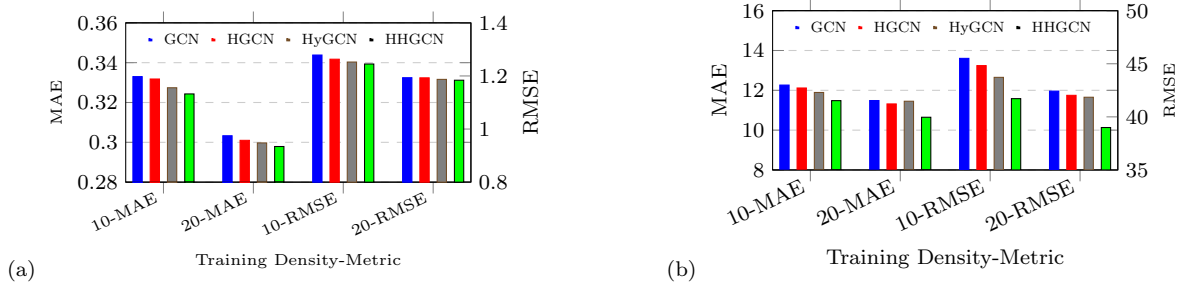 0.36
0.34
0.32
0.3
0.28
MAE
GCN HGCN HyGCN HHGCN
1.4
1.2
1
0.8
RMSE
10-MAE
20-MAE
10-RMSE
20-RMSE
Training Density-Metric
(a)
16
14
12
10
8
MAE
GCN HGCN HyGCN HHGCN
50
45
40
35
RMSE
10-MAE
20-MAE
10-RMSE
20-RMSE
Training Density-Metric
(b)